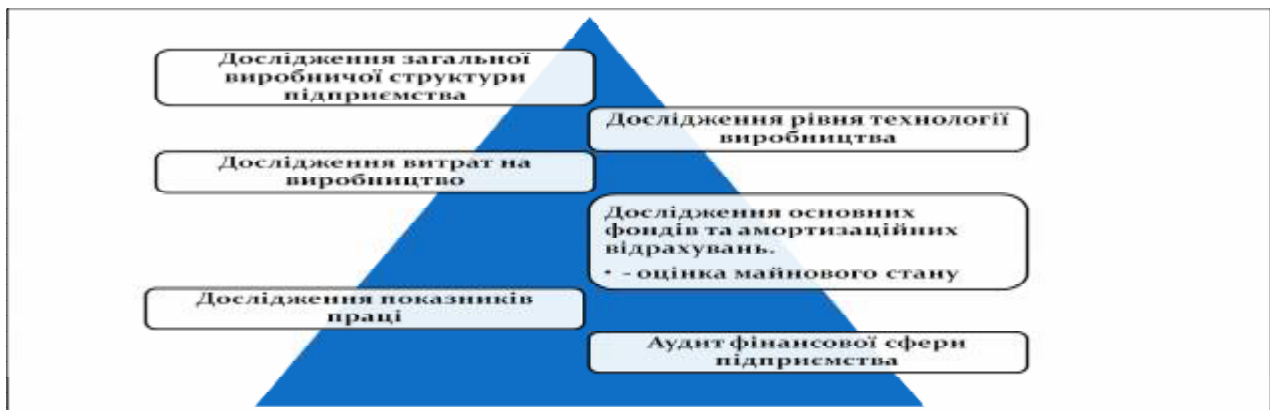 Дослідження загальної
виробничої структури
підприємства
Дослідження рівня технології
виробництва
Дослідження витрат на
виробництво
Дослідження основних
фондів та амортизаційних
відрахувань.
• - оцінка майнового стану
Дослідження показників
праці
Аудит фінансової сфери
підприємства